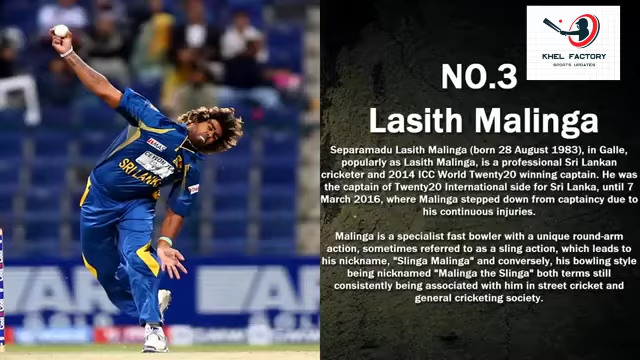 KHEL FACTORY
SPORTS UPDATES
NO.3
Lasith Malinga
Separamadu Lasith Malinga (born 28 August 1983), in Galle,
popularly as Lasith Malinga, is a professional Sri Lankan
cricketer and 2014 ICC World Twenty20 winning captain. He was
the captain of Twenty20 International side for Sri Lanka, until 7
March 2016, where Malinga stepped down from captaincy due to
his continuous injuries.
Malinga is a specialist fast bowler with a unique round-arm
action, sometimes referred to as a sling action, which leads to
his nickname, "Slinga Malinga" and conversely, his bowling style
being nicknamed "Malinga the Slinga" both terms still
consistently being associated with him in street cricket and
general cricketing society.
SRI LANKA